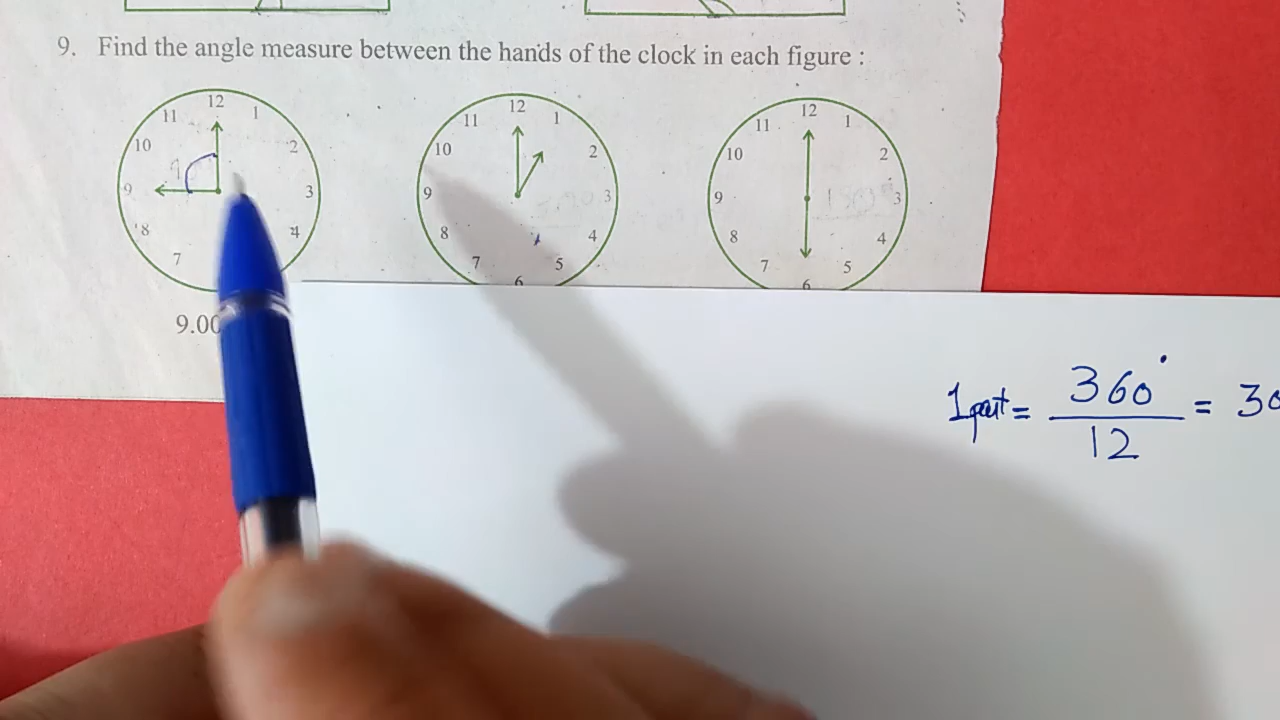 9. Find the angle measure between the hands of the clock in each figure :
12 11 1 10 2 9 3 8 4 7
12 11 1 10 2 9 3 8 4 7 5 6
12 11 1 10 2 9 3 8 4 7 5 6
9.00
1 part = 360° / 12 = 30